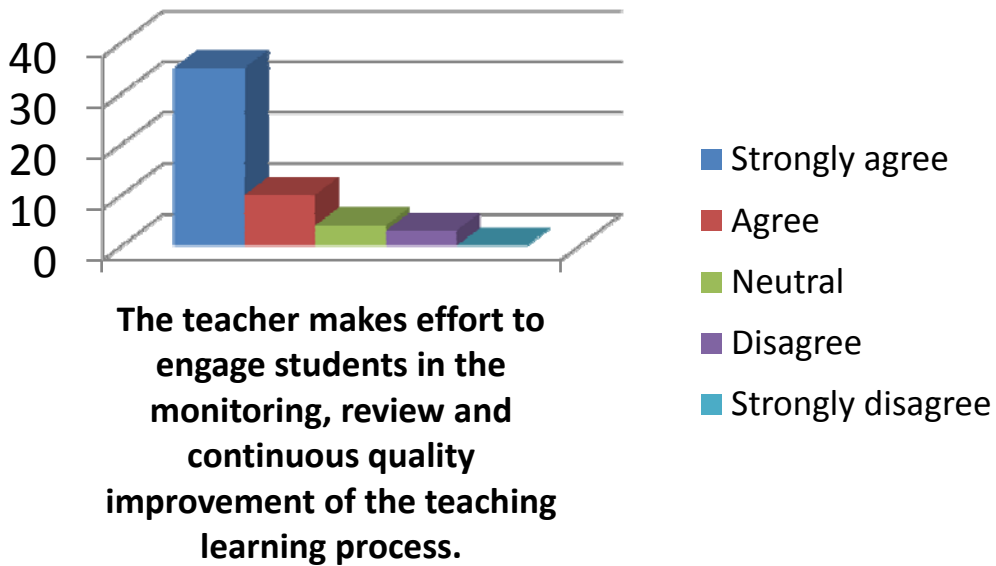 40
30
20
10
0
The teacher makes effort to
engage students in the
monitoring, review and
continuous quality
improvement of the teaching
learning process.
Strongly agree
Agree
Neutral
Disagree
Strongly disagree